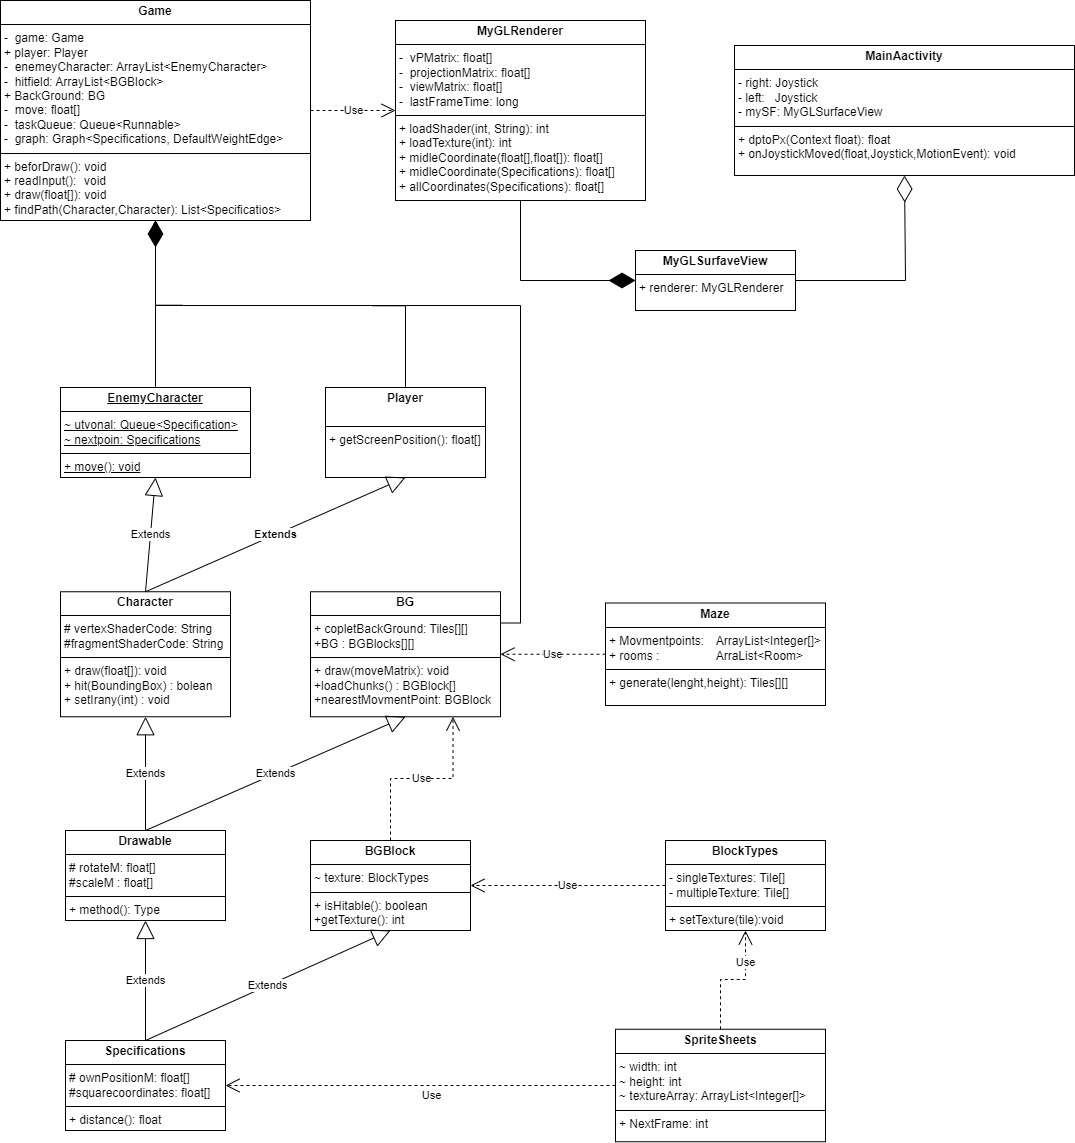 Game
- game: Game
+ player: Player
- enemeyCharacter: ArrayList<EnemyCharacter>
- hitfield: ArrayList<BGBlock>
+ BackGround: BG
- move: float[]
- taskQueue: Queue<Runnable>
- graph: Graph<Specifications, DefaultWeightEdge>
+ beforDraw(): void
+ readInput(): void
+ draw(float[]): void
+ findPath(Character,Character): List<Specificatios>
Use
MyGLRenderer
- vPMatrix: float[]
- projectionMatrix: float[]
- viewMatrix: float[]
- lastFrameTime: long
+ loadShader(int, String): int
+ loadTexture(int): int
+ midleCoordinate(float[],float[]): float[]
+ midleCoordinate(Specifications): float[]
+ allCoordinates(Specifications): float[]
MainAactivity
- right: Joystick
- left: Joystick
- mySF: MyGLSurfaceView
+ dptoPx(Context float): float
+ onJoystickMoved(float,Joystick,MotionEvent): void
MyGLSurfaveView
+ renderer: MyGLRenderer
EnemyCharacter
~ utvonal: Queue<Specification>
~ nextpoin: Specifications
+ move(): void
Player
+ getScreenPosition(): float[]
Extends
Extends
Character
# vertexShaderCode: String
#fragmentShaderCode: String
+ draw(float[]): void
+ hit(BoundingBox) : bolean
+ setIrany(int) : void
BG
+ copletBackGround: Tiles[][]
+BG : BGBlocks[][]
+ draw(moveMatrix): void
+loadChunks() : BGBlock[]
+nearestMovmentPoint: BGBlock
Use
Maze
+ Movmentpoints: ArrayList<Integer[]>
+ rooms : ArraList<Room>
+ generate(lenght,height): Tiles[][]
Extends
Extends
Use
Drawable
# rotateM: float[]
#scaleM : float[]
+ method(): Type
BGBlock
~ texture: BlockTypes
+ isHitable(): boolean
+getTexture(): int
Use
BlockTypes
- singleTextures: Tile[]
- multipleTexture: Tile[]
+ setTexture(tile):void
Extends
Extends
Use
Specifications
# ownPositionM: float[]
#squarecoordinates: float[]
+ distance(): float
Use
SpriteSheets
~ width: int
~ height: int
~ textureArray: ArrayList<Integer[]>
+ NextFrame: int